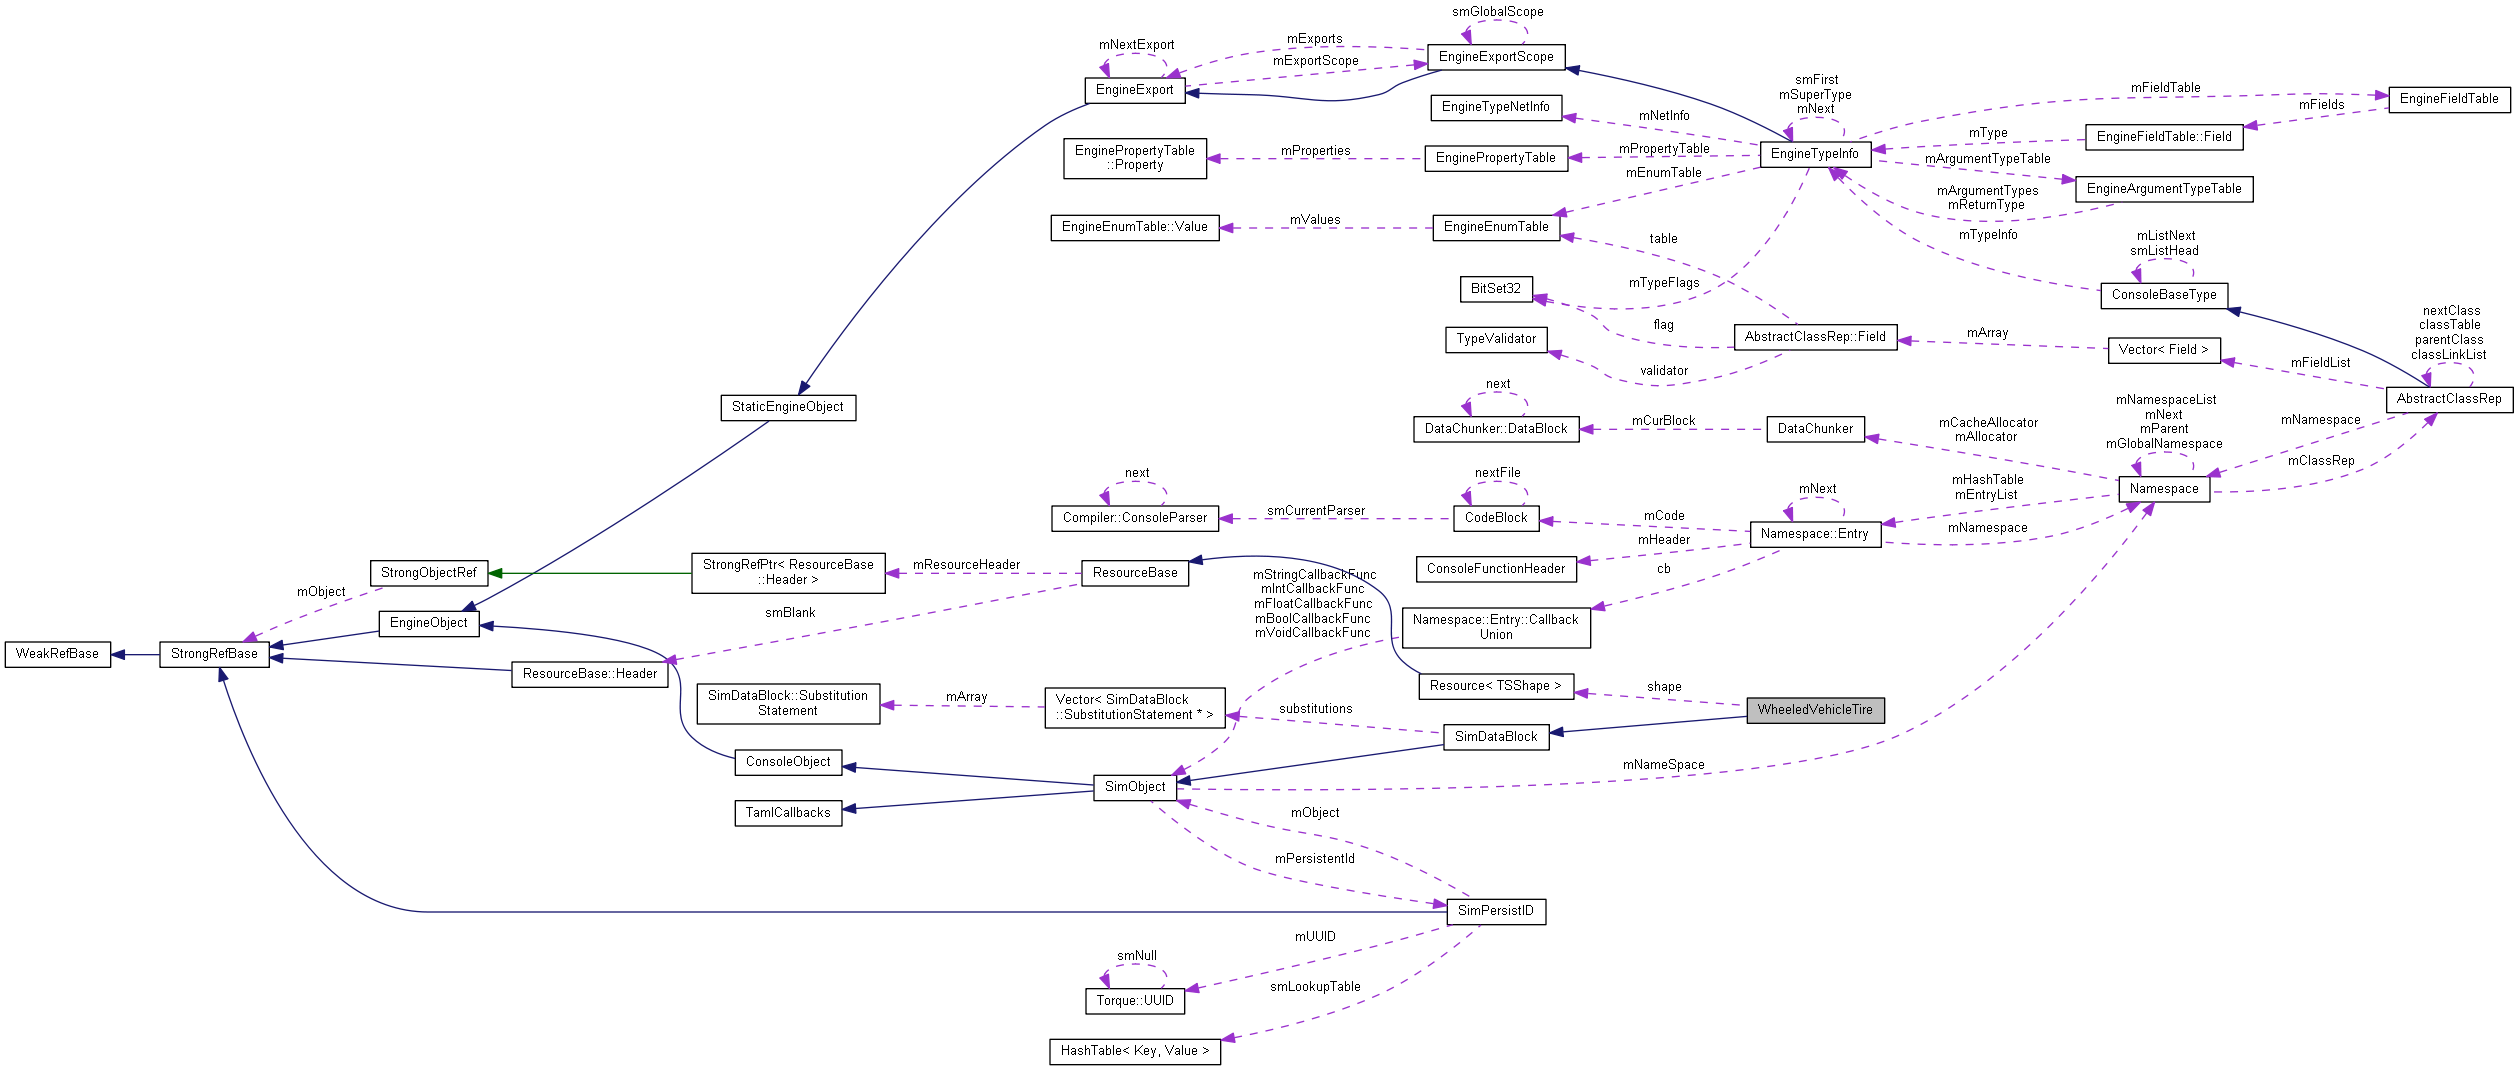 smGlobalScope
mNextExport
mExports
mExportScope
EngineExportScope
EngineExport
smFirst
mSuperType
mNext
mFieldTable
EngineFieldTable
mFields
EngineTypeNetInfo
mNetInfo
mType
EngineFieldTable::Field
EnginePropertyTable
::Property
mProperties
EnginePropertyTable
mPropertyTable
EngineTypeInfo
mArgumentTypeTable
mEnumTable
EngineArgumentTypeTable
mArgumentTypes
mReturnType
EngineEnumTable::Value
mValues
EngineEnumTable
table
mTypeInfo
mListNext
smListHead
BitSet32
mTypeFlags
ConsoleBaseType
flag
nextClass
classTable
parentClass
classLinkList
TypeValidator
AbstractClassRep::Field
mArray
Vector< Field >
validator
mFieldList
AbstractClassRep
StaticEngineObject
next
DataChunker::DataBlock
mCurBlock
DataChunker
mCacheAllocator
mAllocator
mNamespaceList
mNext
mParent
mGlobalNamespace
mNamespace
mClassRep
Namespace
next
nextFile
mNext
mHashTable
mEntryList
Compiler::ConsoleParser
smCurrentParser
CodeBlock
mCode
Namespace::Entry
mNamespace
mHeader
ConsoleFunctionHeader
cb
StrongObjectRef
StrongRefPtr< ResourceBase
::Header >
mResourceHeader
ResourceBase
mStringCallbackFunc
mIntCallbackFunc
mFloatCallbackFunc
mBoolCallbackFunc
mVoidCallbackFunc
mObject
smBlank
EngineObject
Namespace::Entry::Callback
Union
WeakRefBase
StrongRefBase
ResourceBase::Header
Resource< TSShape >
shape
WheeledVehicleTire
SimDataBlock::Substitution
Statement
mArray
Vector< SimDataBlock
::SubstitutionStatement * >
substitutions
SimDataBlock
ConsoleObject
mNameSpace
SimObject
TamlCallbacks
mObject
mPersistentId
SimPersistID
mUUID
smNull
Torque::UUID
smLookupTable
HashTable< Key, Value >